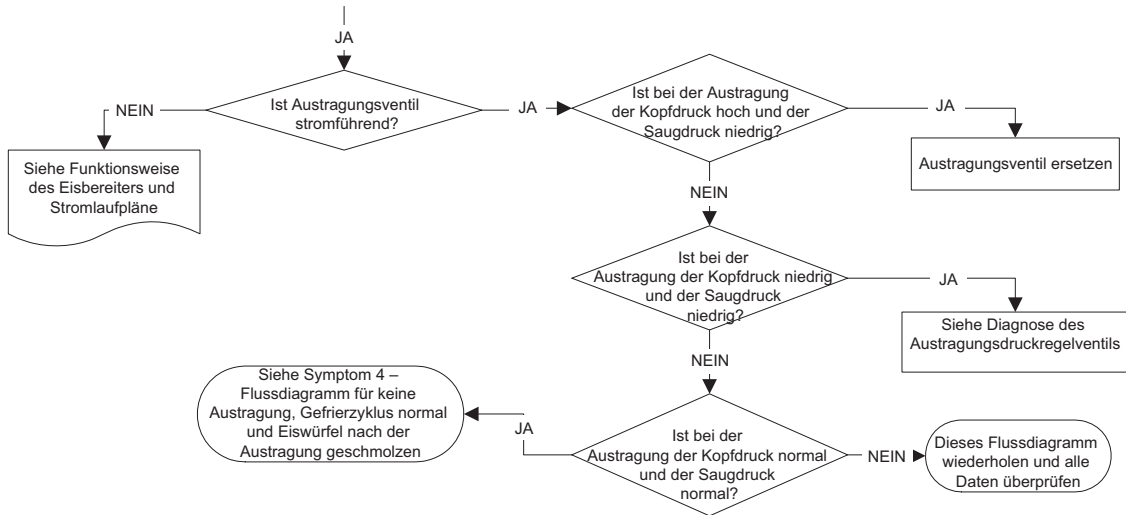 JA
Ist Austragungsventil
stromführend?
NEIN
Siehe Funktionsweise
des Eisbereiters und
Stromlaufpläne
JA
Ist bei der Austragung
der Kopfdruck hoch und der
Saugdruck niedrig?
JA
Austragungsventil ersetzen
NEIN
Ist bei der
Austragung der Kopfdruck niedrig
und der Saugdruck
niedrig?
JA
Siehe Diagnose des
Austragungsdruckregelventils
NEIN
Ist bei der
Austragung der Kopfdruck normal
und der Saugdruck
normal?
JA
Siehe Symptom 4 –
Flussdiagramm für keine
Austragung, Gefrierzyklus normal
und Eiswürfel nach der
Austragung geschmolzen
NEIN
Dieses Flussdiagramm
wiederholen und alle
Daten überprüfen